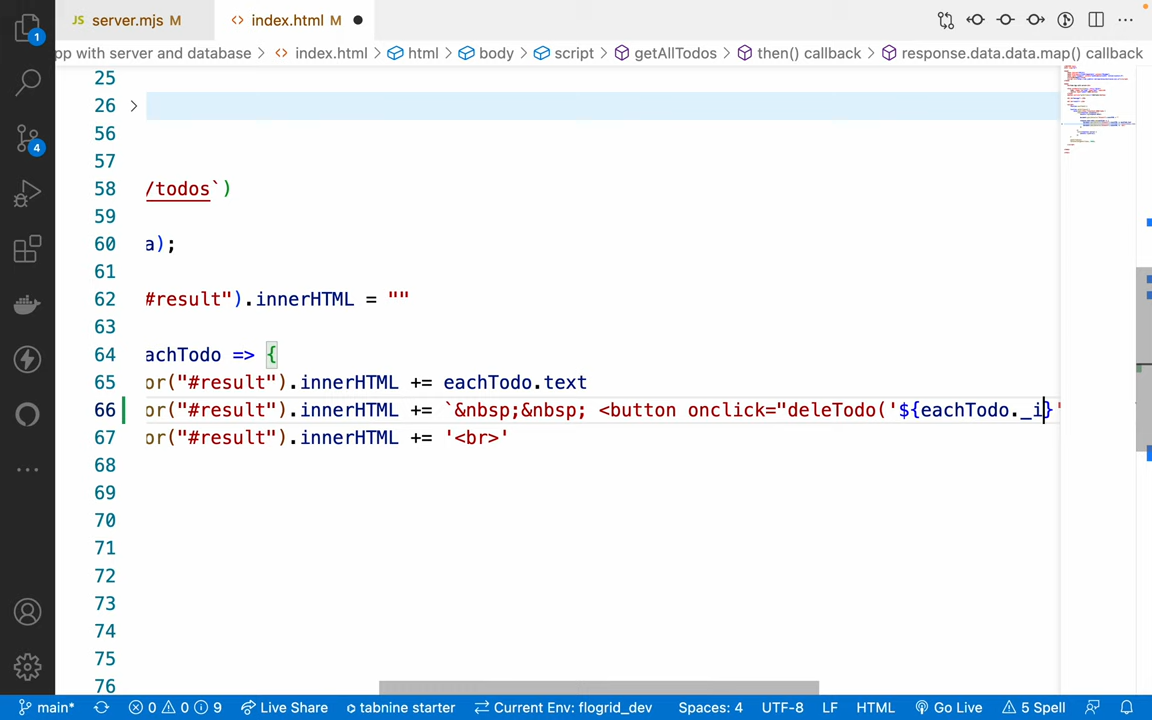 1
JS server.mjs M
<> index.html M
pp with server and database > <> index.html > html > body > script > getAllTodos > then() callback > response.data.data.map() callback
25
26
56
57
58 /todos`)
59
60 a);
61
62 #result").innerHTML = ""
63
64 achTodo => {
65 or("#result").innerHTML += eachTodo.text
66 or("#result").innerHTML += `&nbsp;&nbsp; <button onclick="deleTodo('${eachTodo._i}'
67 or("#result").innerHTML += '<br>'
4
68
69
70
71
72
73
74
75
76
main* 0 0 9 Live Share tabnine starter Current Env: flogrid_dev Spaces: 4 UTF-8 LF HTML Go Live 5 Spell